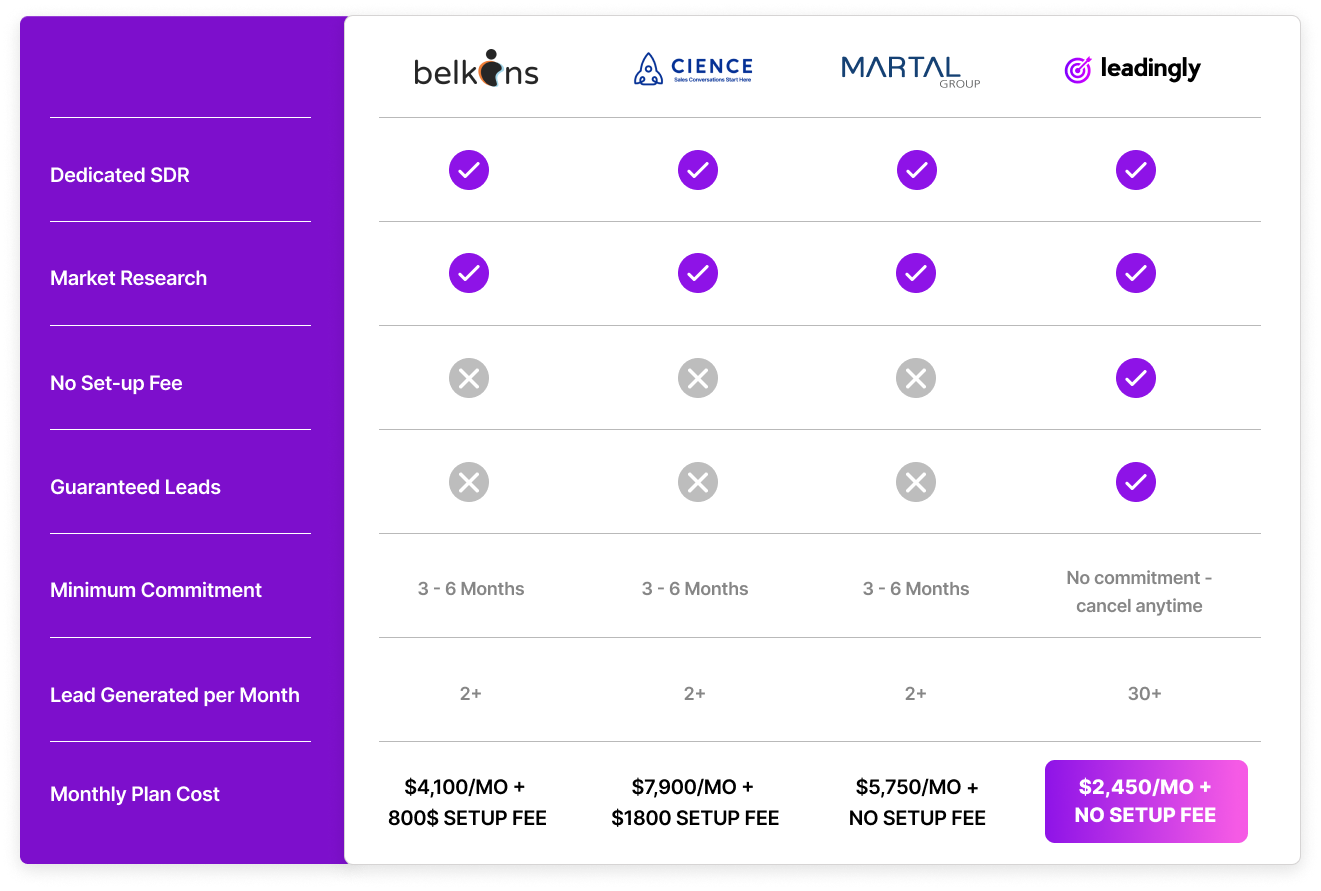 belkins
CIENCE
Sales Conversations Start Here
MARTAL
GROUP
leadingly
Dedicated SDR
Market Research
No Set-up Fee
Guaranteed Leads
Minimum Commitment
3 - 6 Months
3 - 6 Months
3 - 6 Months
No commitment -
cancel anytime
Lead Generated per Month
2+
2+
2+
30+
Monthly Plan Cost
$4,100/MO +
800$ SETUP FEE
$7,900/MO +
$1800 SETUP FEE
$5,750/MO +
NO SETUP FEE
$2,450/MO +
NO SETUP FEE